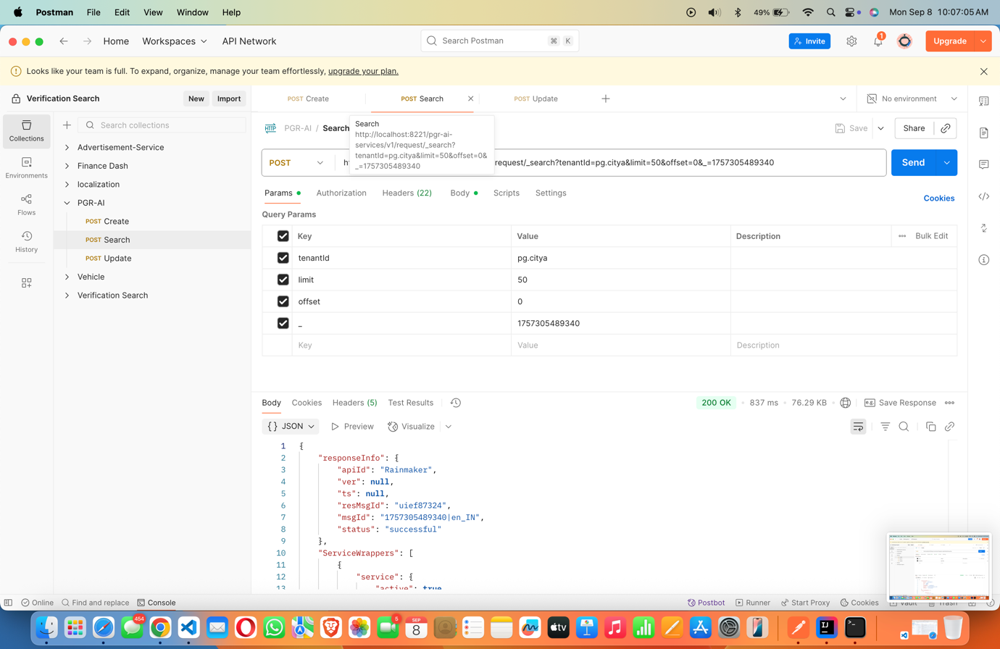 Postman File Edit View Window Help
49% Mon Sep 8 10:07:05 AM
Home Workspaces API Network
Search Postman ⌘ K
Invite 1 Upgrade
Looks like your team is full. To expand, organize, manage your team effortlessly, upgrade your plan.
Verification Search New Import
POST Create POST Search POST Update
No environment
Collections
Environments
Flows
History
Search collections
Advertisement-Service
Finance Dash
localization
PGR-AI
POST Create
POST Search
POST Update
Vehicle
Verification Search
HTTP PGR-AI / Search
Save Share
Search
http://localhost:8221/pgr-ai-
services/v1/request/_search?
tenantId=pg.citya&limit=50&offset=0&
_=1757305489340
POST request/_search?tenantId=pg.citya&limit=50&offset=0&_=1757305489340 Send
Params Authorization Headers (22) Body Scripts Settings
Cookies
Query Params
Key Value Description Bulk Edit
tenantId pg.citya
limit 50
offset 0
_ 1757305489340
Key Value Description
Body Cookies Headers (5) Test Results
200 OK 837 ms 76.29 KB e.g. Save Response
{} JSON Preview Visualize
1 {
2 "responseInfo": {
3 "apiId": "Rainmaker",
4 "ver": null,
5 "ts": null,
6 "resMsgId": "uief87324",
7 "msgId": "1757305489340|en_IN",
8 "status": "successful"
9 },
10 "ServiceWrappers": [
11 {
12 "service": {
13 "active": true
Online Find and replace Console
Postbot Runner Start Proxy Cookies Vault Trash
454 5 SEP 8 tv